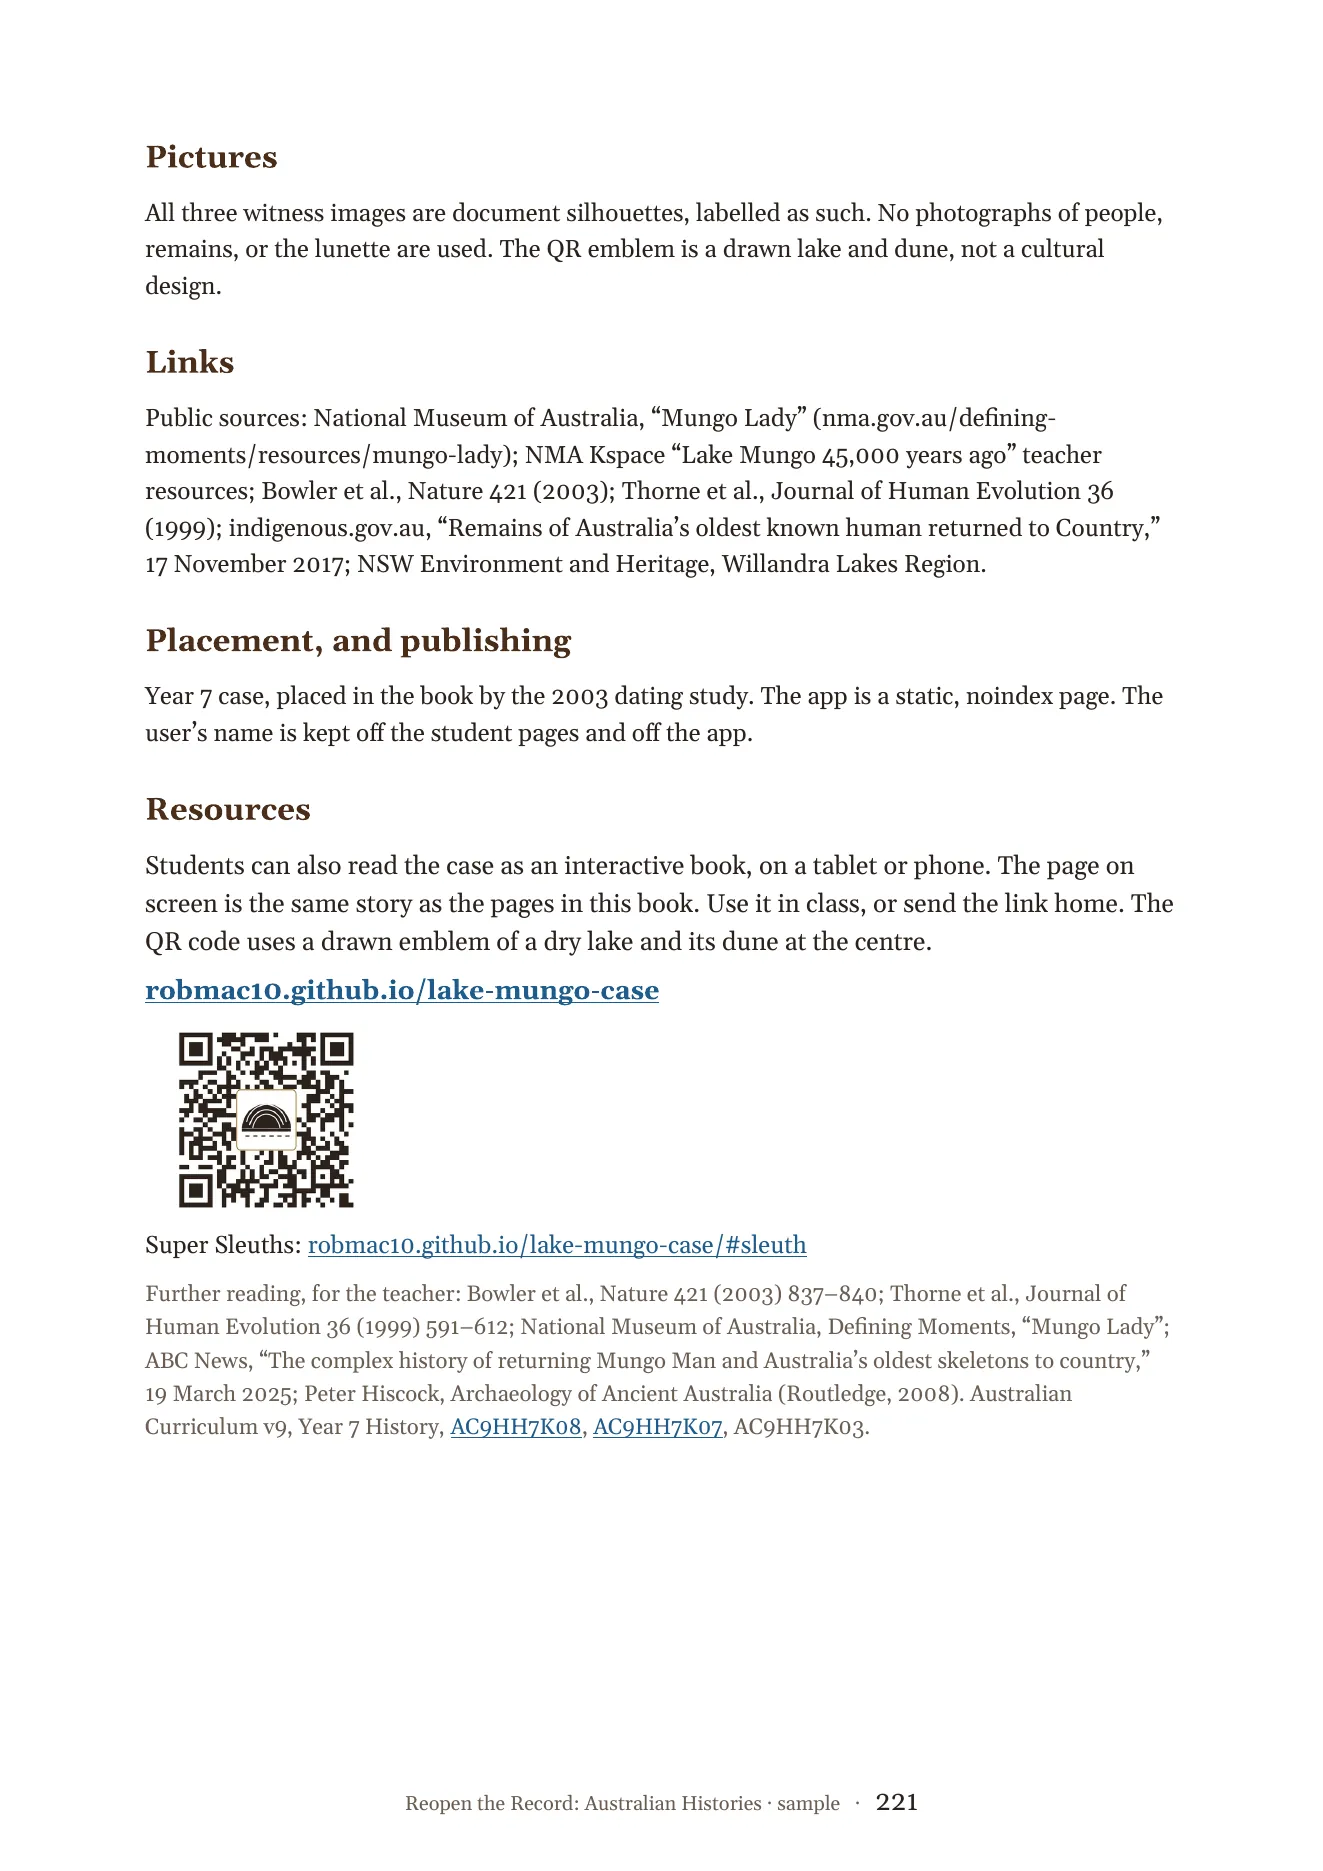 Pictures
All three witness images are document silhouettes, labelled as such. No photographs of people,
remains, or the lunette are used. The QR emblem is a drawn lake and dune, not a cultural
design.
Links
Public sources: National Museum of Australia, “Mungo Lady” (nma.gov.au/defining-
moments/resources/mungo-lady); NMA Kspace “Lake Mungo 45,000 years ago” teacher
resources; Bowler et al., Nature 421 (2003); Thorne et al., Journal of Human Evolution 36
(1999); indigenous.gov.au, “Remains of Australia’s oldest known human returned to Country,”
17 November 2017; NSW Environment and Heritage, Willandra Lakes Region.
Placement, and publishing
Year 7 case, placed in the book by the 2003 dating study. The app is a static, noindex page. The
user’s name is kept off the student pages and off the app.
Resources
Students can also read the case as an interactive book, on a tablet or phone. The page on
screen is the same story as the pages in this book. Use it in class, or send the link home. The
QR code uses a drawn emblem of a dry lake and its dune at the centre.
robmac10.github.io/lake-mungo-case
Super Sleuths: robmac10.github.io/lake-mungo-case/#sleuth
Further reading, for the teacher: Bowler et al., Nature 421 (2003) 837–840; Thorne et al., Journal of
Human Evolution 36 (1999) 591–612; National Museum of Australia, Defining Moments, “Mungo Lady”;
ABC News, “The complex history of returning Mungo Man and Australia’s oldest skeletons to country,”
19 March 2025; Peter Hiscock, Archaeology of Ancient Australia (Routledge, 2008). Australian
Curriculum v9, Year 7 History, AC9HH7K08, AC9HH7K07, AC9HH7K03.
Reopen the Record: Australian Histories · sample · 221